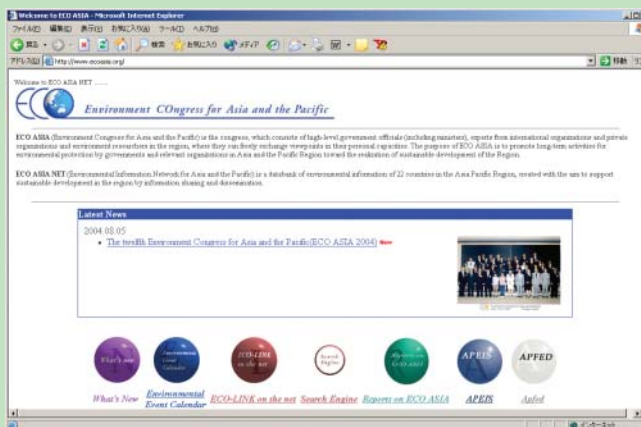 Welcome to ECO ASIA - Microsoft Internet Explorer
ファイル(F) 編集(E) 表示(V) お気に入り(A) ツール(T) ヘルプ(H)
戻る 検索 お気に入り メディア
アドレス(D) http://www.ecoasia.org/ 移動
Welcome to ECO ASIA NET ......
ECO Environment COngress for Asia and the Pacific
ECO ASIA (Environment Congress for Asia and the Pacific) is the congress, which consists of high-level government officials (including ministers), experts from international organizations and private
organizations and environment researchers in the region, where they can freely exchange viewpoints in their personal capacities. The purpose of ECO ASIA is to promote long-term activities for
environmental protection by governments and relevant organizations in Asia and the Pacific Region toward the realization of sustainable development of the Region.
ECO ASIA NET (Environmental Information Network for Asia and the Pacific) is a databank of environmental information of 22 countries in the Asia Pacific Region, created with the aim to support
sustainable development in the region by information sharing and dissemination.
Latest News
2004.08.05
The twelfth Environment Congress for Asia and the Pacific(ECO ASIA 2004) New
What's new Environmental Event Calendar ECO-LINK on the net Search Engine Reports on ECO ASIA APEIS APFED
What's New Environmental Event Calendar ECO-LINK on the net Search Engine Reports on ECO ASIA APEIS Apfed
インターネット